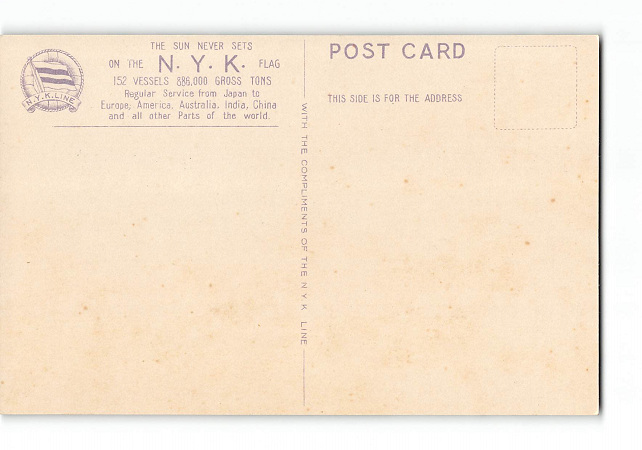 THE SUN NEVER SETS
ON THE N. Y. K. FLAG
152 VESSELS 886,000 GROSS TONS
Regular Service from Japan to
Europe, America, Australia, India, China
and all other Parts of the world.
N.Y.K.LINE
WITH THE COMPLIMENTS OF THE N Y K LINE
POST CARD
THIS SIDE IS FOR THE ADDRESS